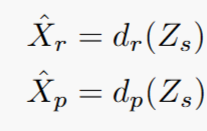 X̂_r = d_r(Z_s)
X̂_p = d_p(Z_s)